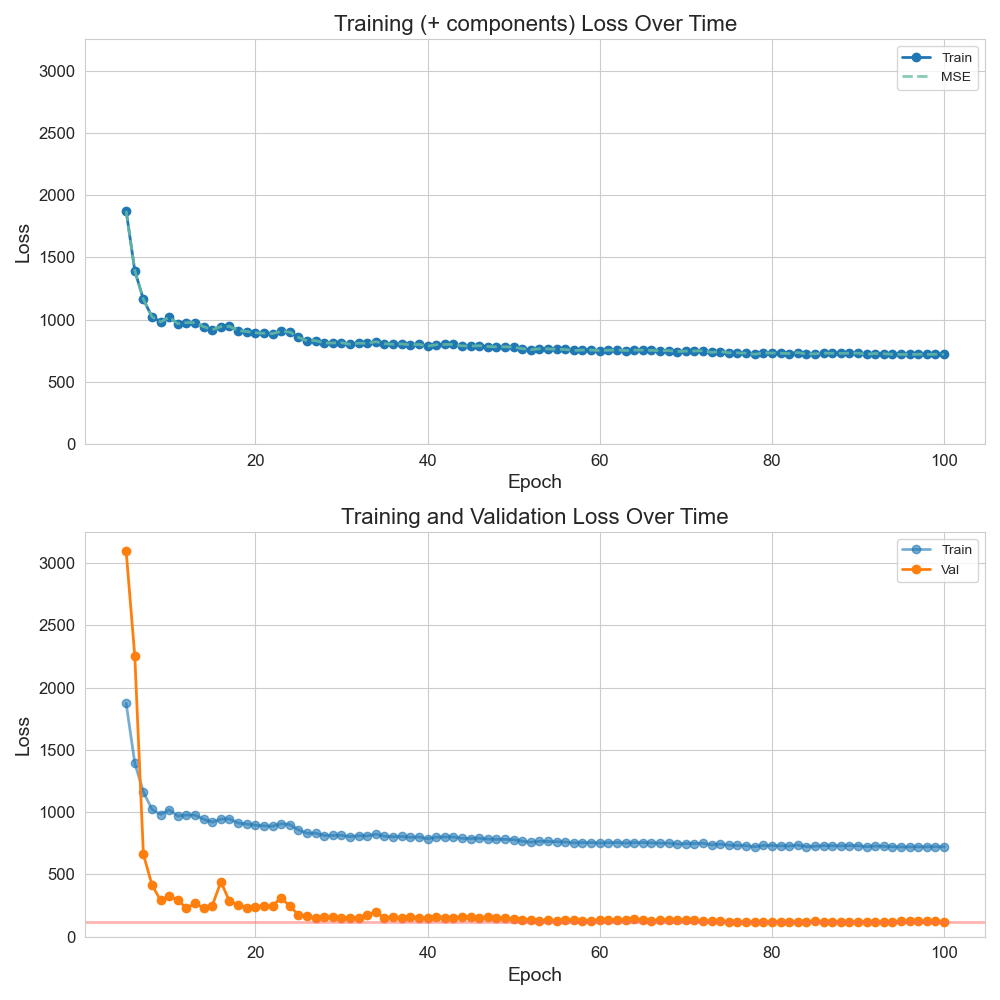 Training (+ components) Loss Over Time
Train
MSE
3000
2500
2000
1500
1000
500
0
Loss
20 40 60 80 100
Epoch
Training and Validation Loss Over Time
Train
Val
3000
2500
2000
1500
1000
500
0
Loss
20 40 60 80 100
Epoch